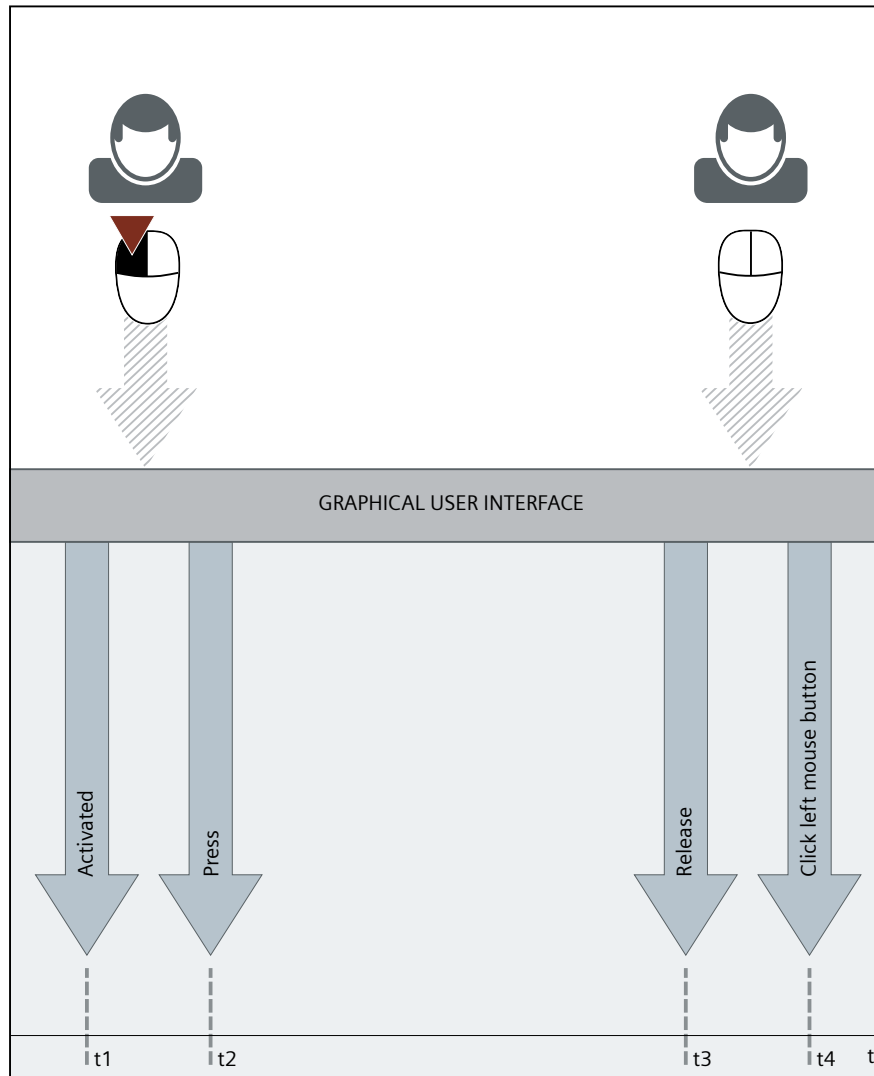 GRAPHICAL USER INTERFACE
Activated
Press
Release
Click left mouse button
t1
t2
t3
t4
t